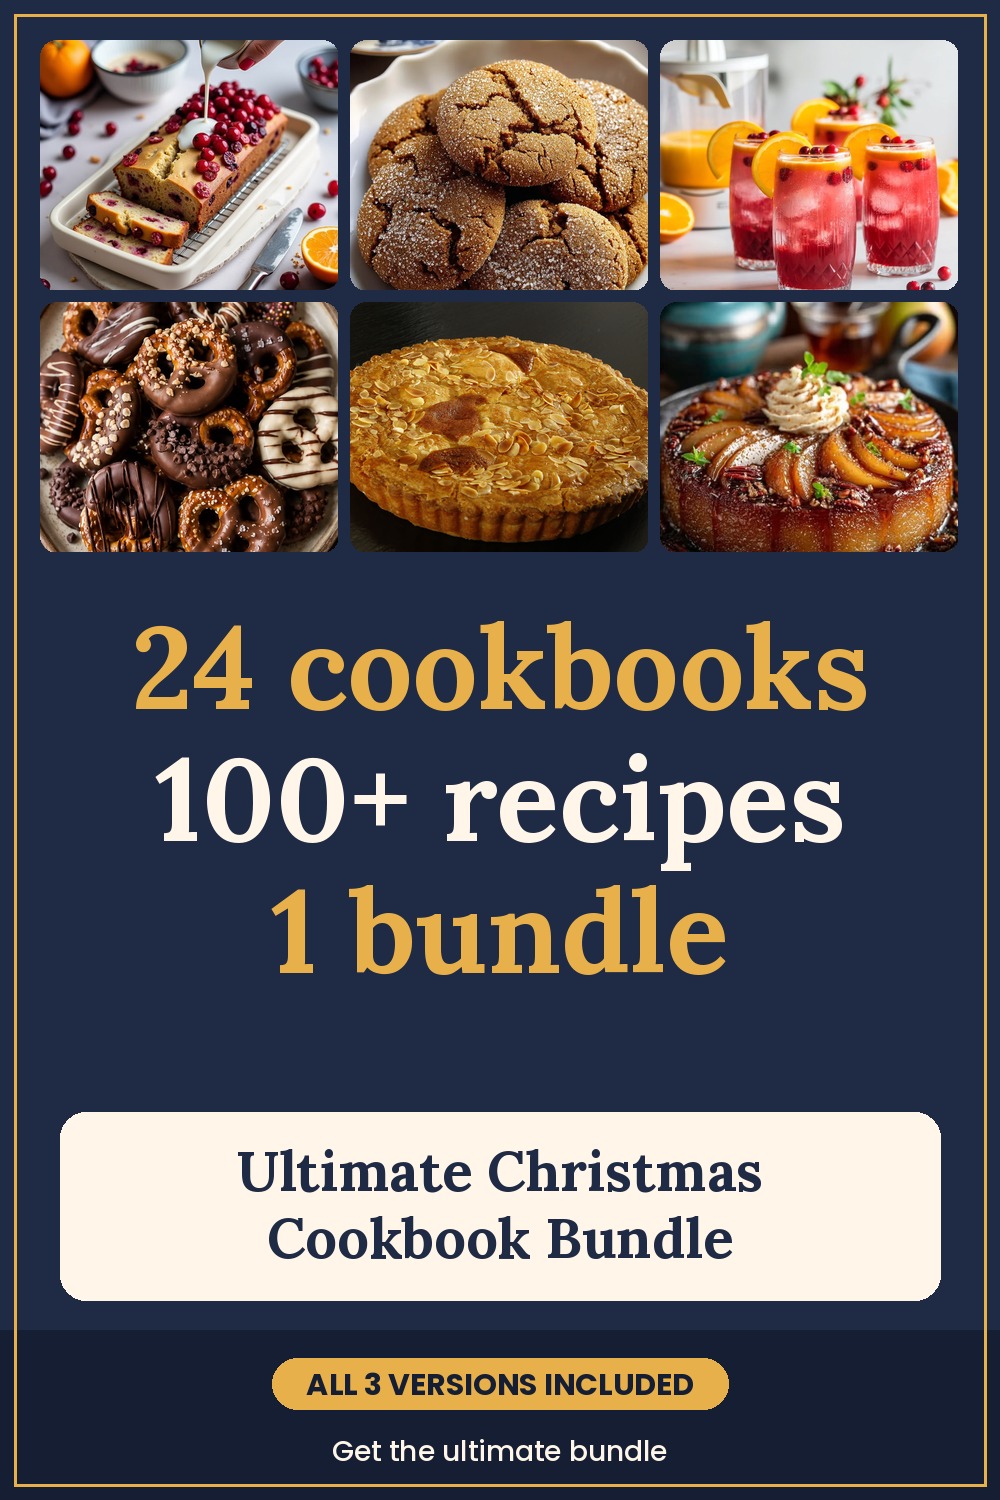 24 cookbooks
100+ recipes
1 bundle
Ultimate Christmas
Cookbook Bundle
ALL 3 VERSIONS INCLUDED
Get the ultimate bundle